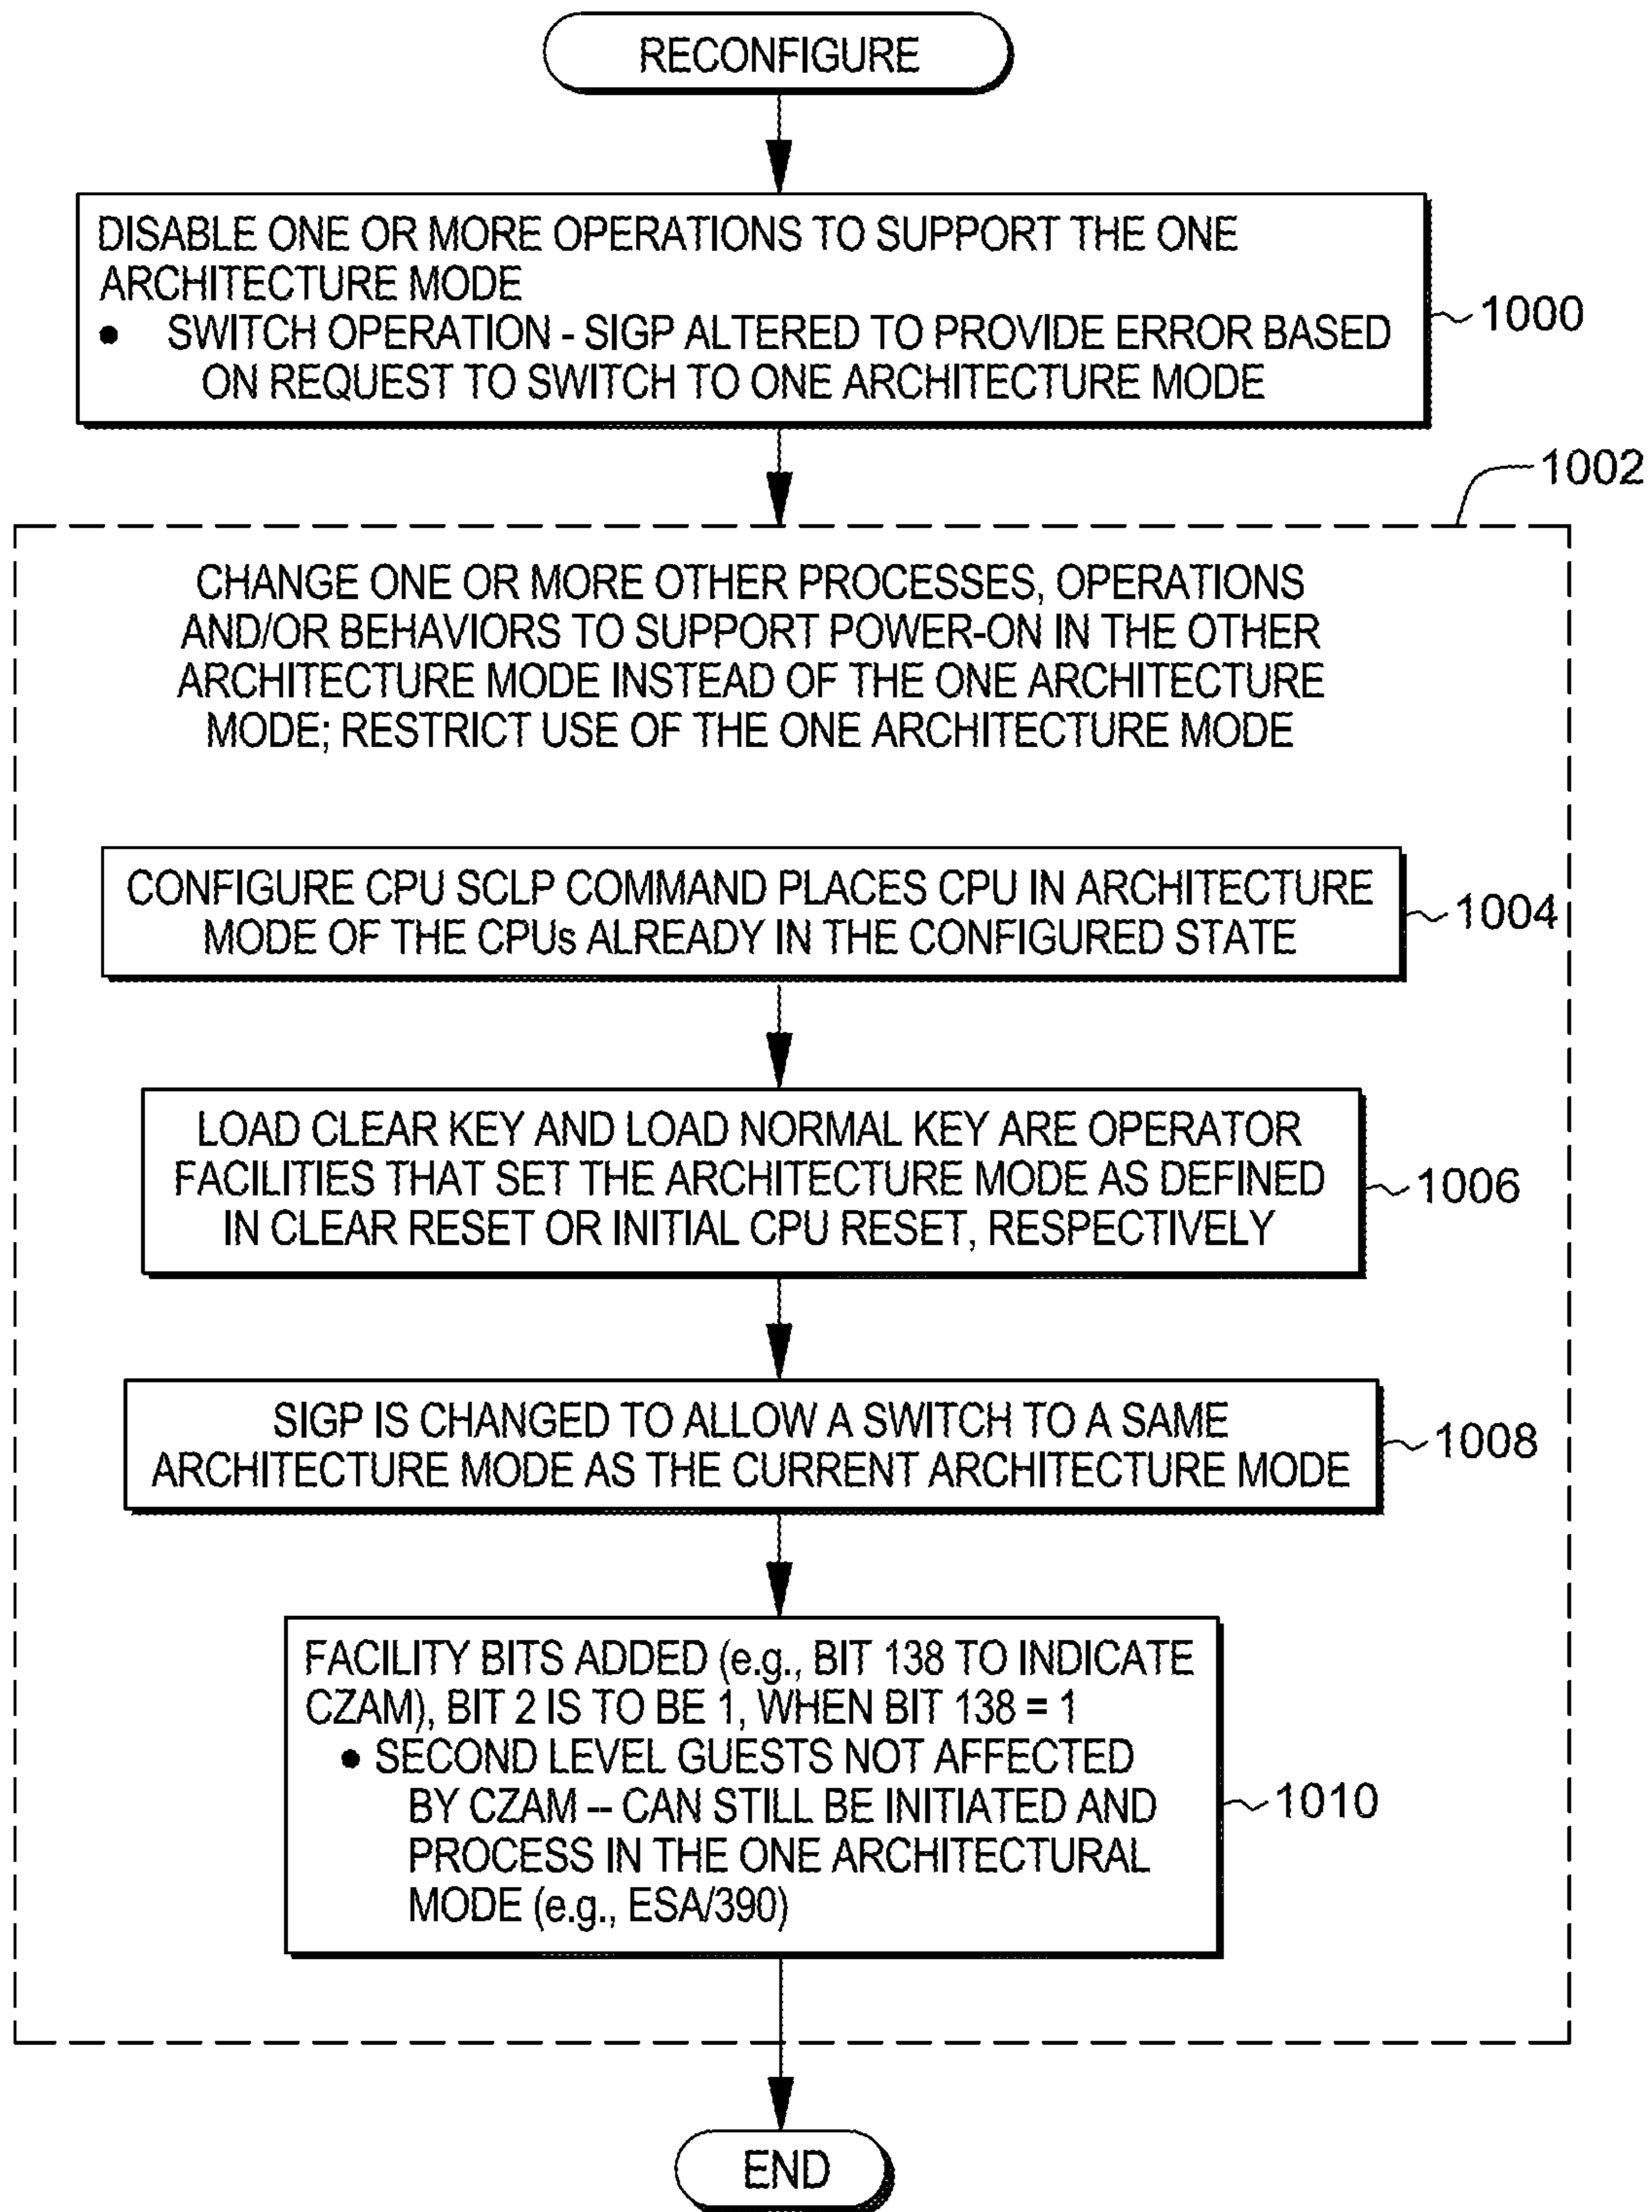 RECONFIGURE
DISABLE ONE OR MORE OPERATIONS TO SUPPORT THE ONE
ARCHITECTURE MODE
• SWITCH OPERATION - SIGP ALTERED TO PROVIDE ERROR BASED
ON REQUEST TO SWITCH TO ONE ARCHITECTURE MODE
1000
1002
CHANGE ONE OR MORE OTHER PROCESSES, OPERATIONS
AND/OR BEHAVIORS TO SUPPORT POWER-ON IN THE OTHER
ARCHITECTURE MODE INSTEAD OF THE ONE ARCHITECTURE
MODE; RESTRICT USE OF THE ONE ARCHITECTURE MODE
CONFIGURE CPU SCLP COMMAND PLACES CPU IN ARCHITECTURE
MODE OF THE CPUs ALREADY IN THE CONFIGURED STATE
1004
LOAD CLEAR KEY AND LOAD NORMAL KEY ARE OPERATOR
FACILITIES THAT SET THE ARCHITECTURE MODE AS DEFINED
IN CLEAR RESET OR INITIAL CPU RESET, RESPECTIVELY
1006
SIGP IS CHANGED TO ALLOW A SWITCH TO A SAME
ARCHITECTURE MODE AS THE CURRENT ARCHITECTURE MODE
1008
FACILITY BITS ADDED (e.g., BIT 138 TO INDICATE
CZAM), BIT 2 IS TO BE 1, WHEN BIT 138 = 1
• SECOND LEVEL GUESTS NOT AFFECTED
BY CZAM -- CAN STILL BE INITIATED AND
PROCESS IN THE ONE ARCHITECTURAL
MODE (e.g., ESA/390)
1010
END